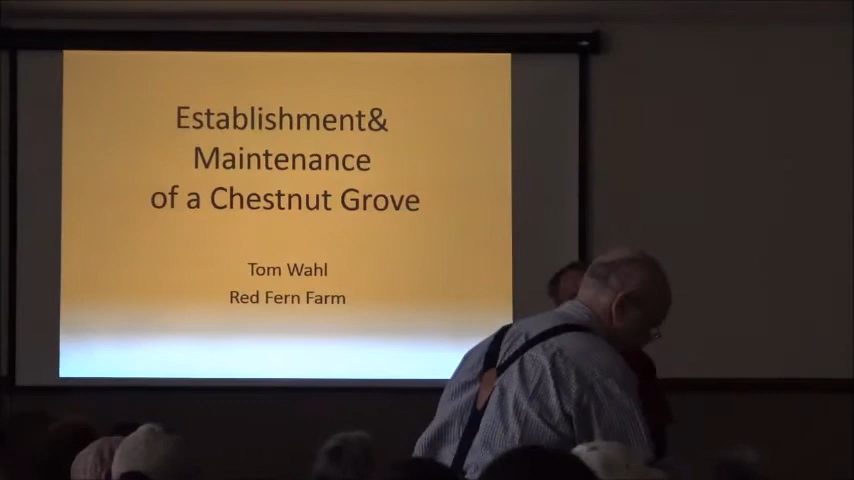 Establishment&
Maintenance
of a Chestnut Grove
Tom Wahl
Red Fern Farm